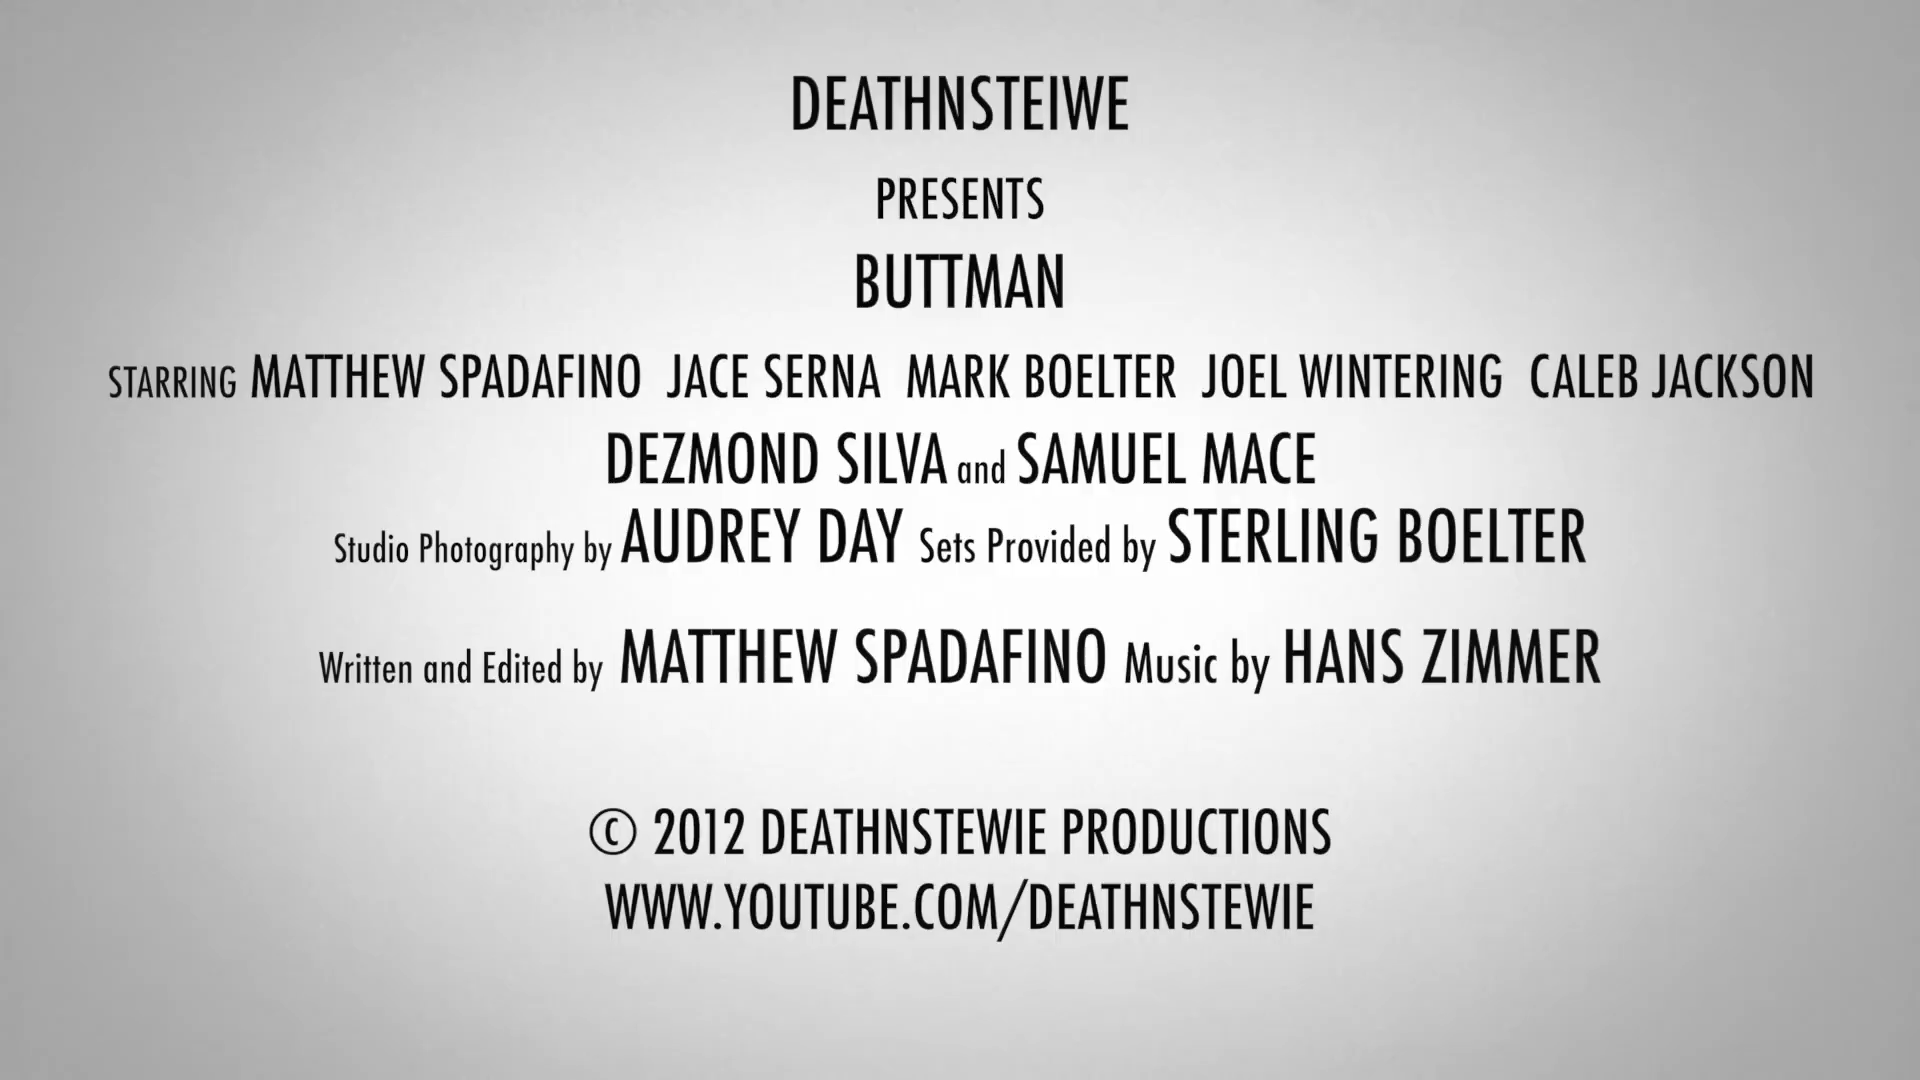 DEATHNSTEIWE
PRESENTS
BUTTMAN
STARRING MATTHEW SPADAFINO JACE SERNA MARK BOELTER JOEL WINTERING CALEB JACKSON
DEZMOND SILVA and SAMUEL MACE
Studio Photography by AUDREY DAY Sets Provided by STERLING BOELTER
Written and Edited by MATTHEW SPADAFINO Music by HANS ZIMMER
© 2012 DEATHNSTEWIE PRODUCTIONS
WWW.YOUTUBE.COM/DEATHNSTEWIE